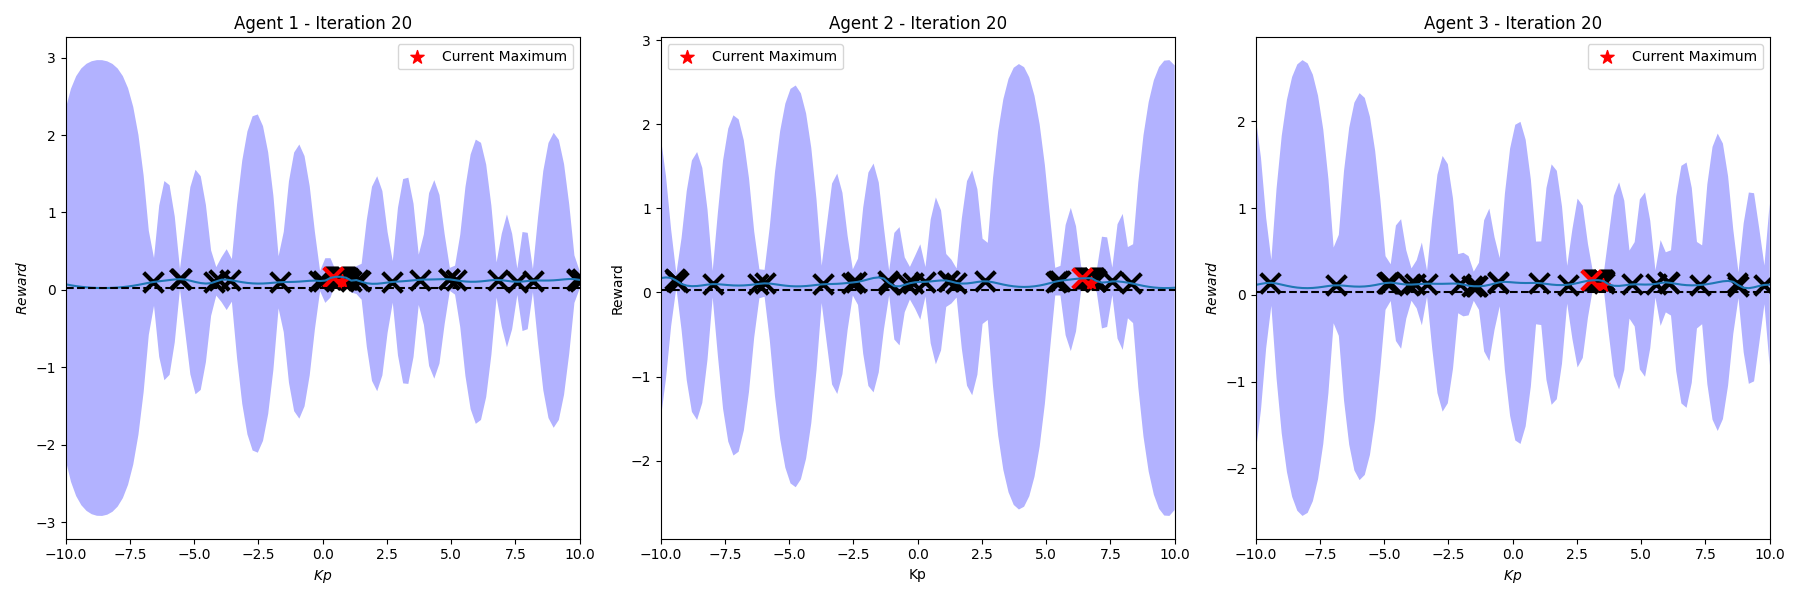 Agent 1 - Iteration 20
Current Maximum
3
2
1
0
−1
−2
−3
Reward
−10.0 −7.5 −5.0 −2.5 0.0 2.5 5.0 7.5 10.0
Kp
Agent 2 - Iteration 20
Current Maximum
3
2
1
0
−1
−2
Reward
−10.0 −7.5 −5.0 −2.5 0.0 2.5 5.0 7.5 10.0
Kp
Agent 3 - Iteration 20
Current Maximum
2
1
0
−1
−2
Reward
−10.0 −7.5 −5.0 −2.5 0.0 2.5 5.0 7.5 10.0
Kp